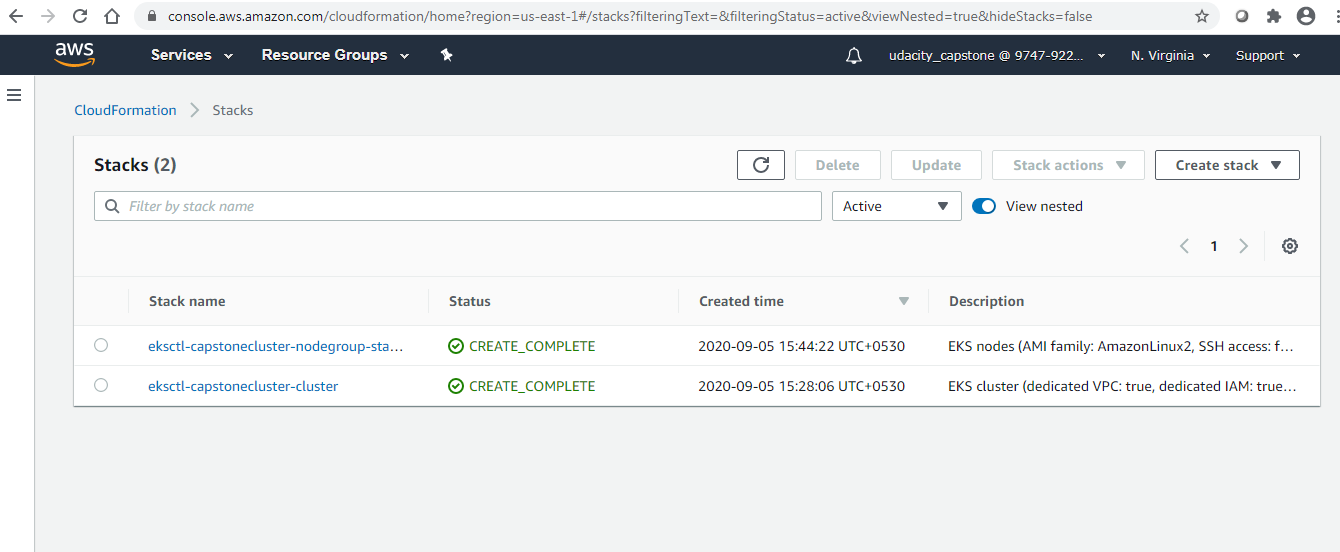 console.aws.amazon.com/cloudformation/home?region=us-east-1#/stacks?filteringText=&filteringStatus=active&viewNested=true&hideStacks=false
aws Services Resource Groups udacity_capstone @ 9747-922... N. Virginia Support
CloudFormation Stacks
Stacks (2) Delete Update Stack actions Create stack
Filter by stack name Active View nested
1
Stack name Status Created time Description
eksctl-capstonecluster-nodegroup-sta... CREATE_COMPLETE 2020-09-05 15:44:22 UTC+0530 EKS nodes (AMI family: AmazonLinux2, SSH access: f...
eksctl-capstonecluster-cluster CREATE_COMPLETE 2020-09-05 15:28:06 UTC+0530 EKS cluster (dedicated VPC: true, dedicated IAM: true...